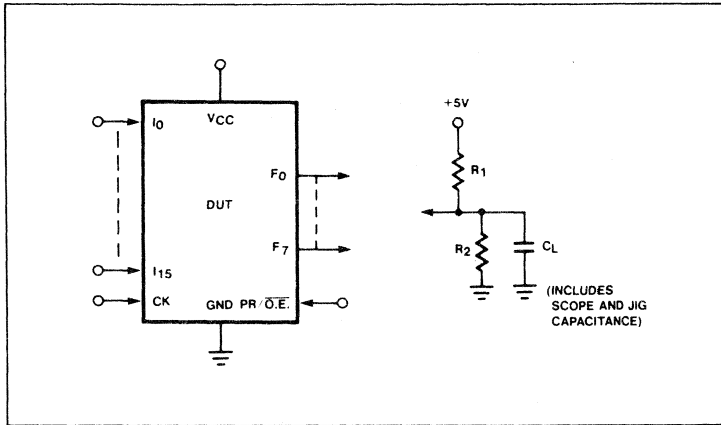 VCC
I0
F0
DUT
F7
I15
CK
GND PR/O.E.
+5V
R1
R2
CL
(INCLUDES
SCOPE AND JIG
CAPACITANCE)